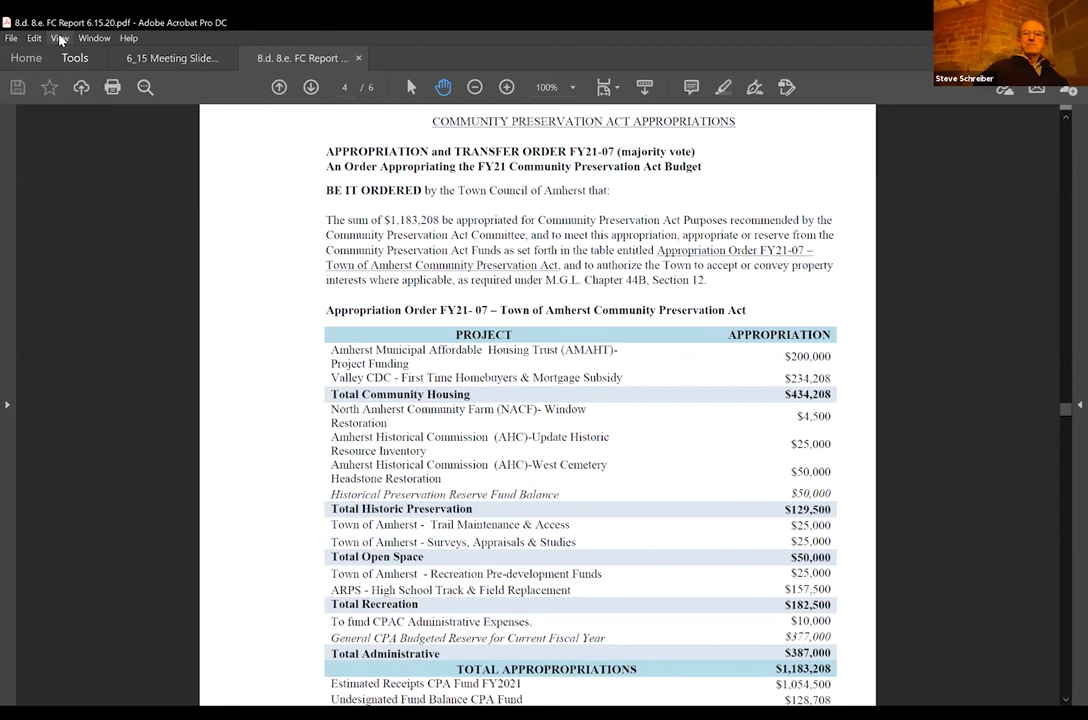 8.d. 8.e. FC Report 6.15.20.pdf - Adobe Acrobat Pro DC
File Edit View Window Help
Home Tools 6_15 Meeting Slide... 8.d. 8.e. FC Report ... ×
4 / 6 100%
Steve Schreiber
COMMUNITY PRESERVATION ACT APPROPRIATIONS
APPROPRIATION and TRANSFER ORDER FY21-07 (majority vote)
An Order Appropriating the FY21 Community Preservation Act Budget
BE IT ORDERED by the Town Council of Amherst that:
The sum of $1,183,208 be appropriated for Community Preservation Act Purposes recommended by the
Community Preservation Act Committee, and to meet this appropriation, appropriate or reserve from the
Community Preservation Act Funds as set forth in the table entitled Appropriation Order FY21-07 –
Town of Amherst Community Preservation Act, and to authorize the Town to accept or convey property
interests where applicable, as required under M.G.L. Chapter 44B, Section 12.
Appropriation Order FY21- 07 – Town of Amherst Community Preservation Act
PROJECT APPROPRIATION
Amherst Municipal Affordable Housing Trust (AMAHT)-
Project Funding $200,000
Valley CDC - First Time Homebuyers & Mortgage Subsidy $234,208
Total Community Housing $434,208
North Amherst Community Farm (NACF)- Window
Restoration $4,500
Amherst Historical Commission (AHC)-Update Historic
Resource Inventory $25,000
Amherst Historical Commission (AHC)-West Cemetery
Headstone Restoration $50,000
Historical Preservation Reserve Fund Balance $50,000
Total Historic Preservation $129,500
Town of Amherst - Trail Maintenance & Access $25,000
Town of Amherst - Surveys, Appraisals & Studies $25,000
Total Open Space $50,000
Town of Amherst - Recreation Pre-development Funds $25,000
ARPS - High School Track & Field Replacement $157,500
Total Recreation $182,500
To fund CPAC Administrative Expenses. $10,000
General CPA Budgeted Reserve for Current Fiscal Year $377,000
Total Administrative $387,000
TOTAL APPROPROPRIATIONS $1,183,208
Estimated Receipts CPA Fund FY2021 $1,054,500
Undesignated Fund Balance CPA Fund $128,708